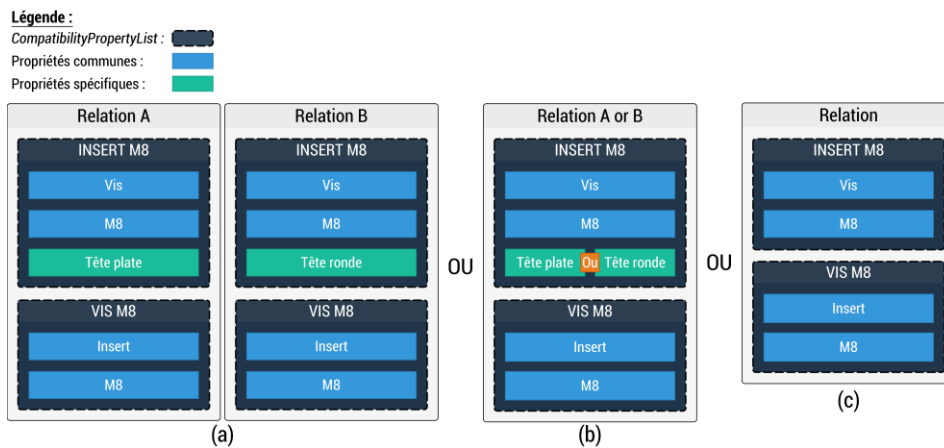 Légende :
CompatibilityPropertyList :
Propriétés communes :
Propriétés spécifiques :
Relation A
INSERT M8
Vis
M8
Tête plate
VIS M8
Insert
M8
Relation B
INSERT M8
Vis
M8
Tête ronde
VIS M8
Insert
M8
(a)
OU
Relation A or B
INSERT M8
Vis
M8
Tête plate Ou Tête ronde
VIS M8
Insert
M8
(b)
OU
Relation
INSERT M8
Vis
M8
VIS M8
Insert
M8
(c)